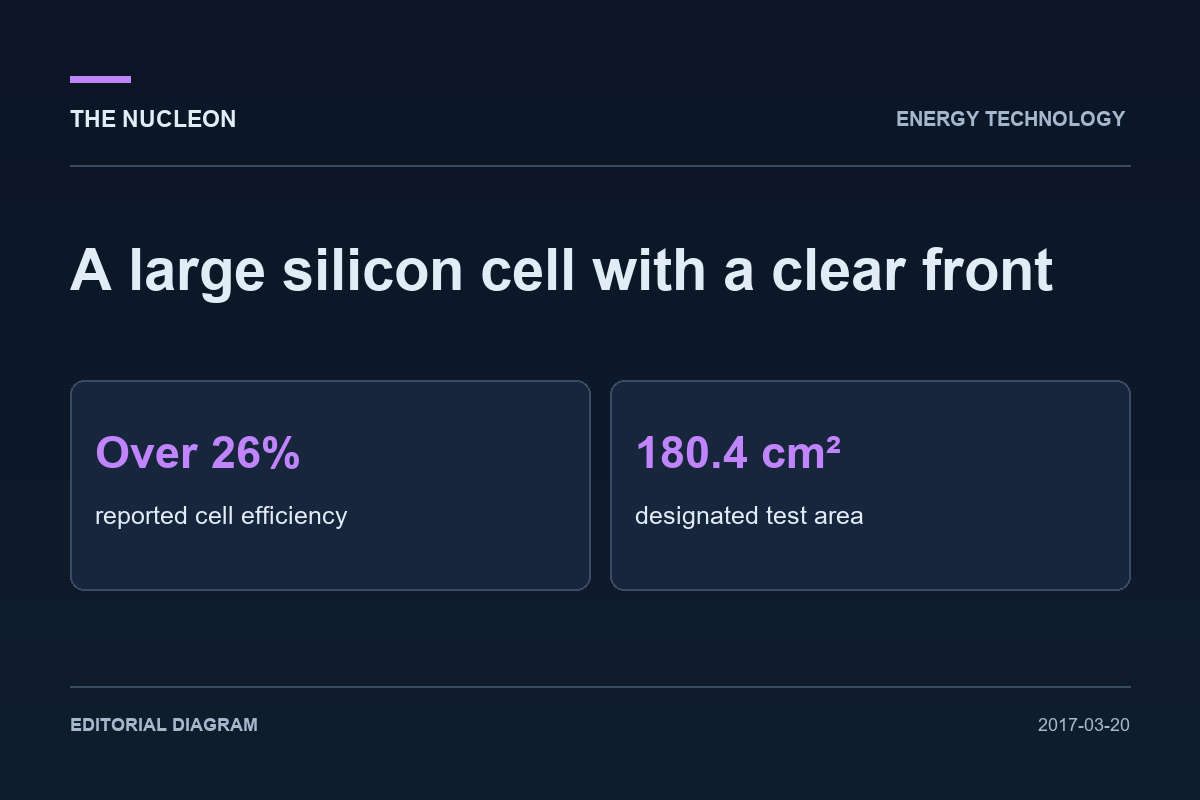 THE NUCLEON
ENERGY TECHNOLOGY
A large silicon cell with a clear front
Over 26%
reported cell efficiency
180.4 cm²
designated test area
EDITORIAL DIAGRAM
2017-03-20